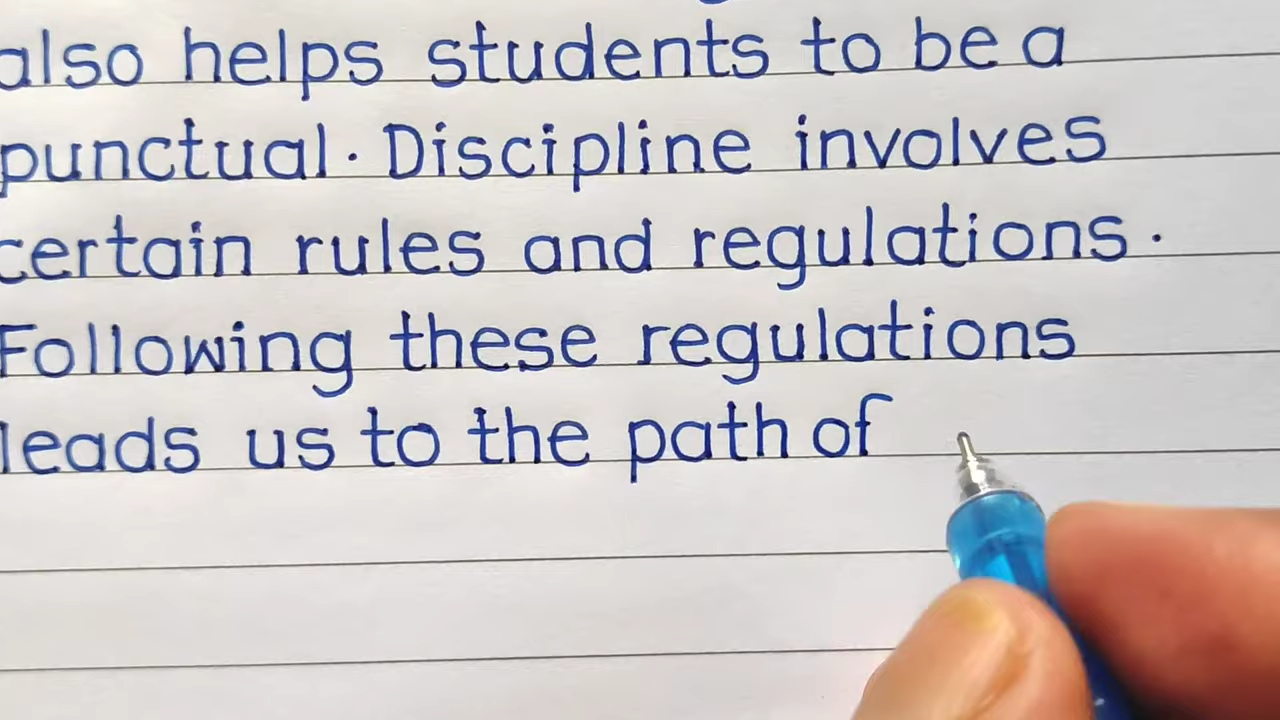 also helps students to be a
punctual. Discipline involves
certain rules and regulations.
Following these regulations
leads us to the path of